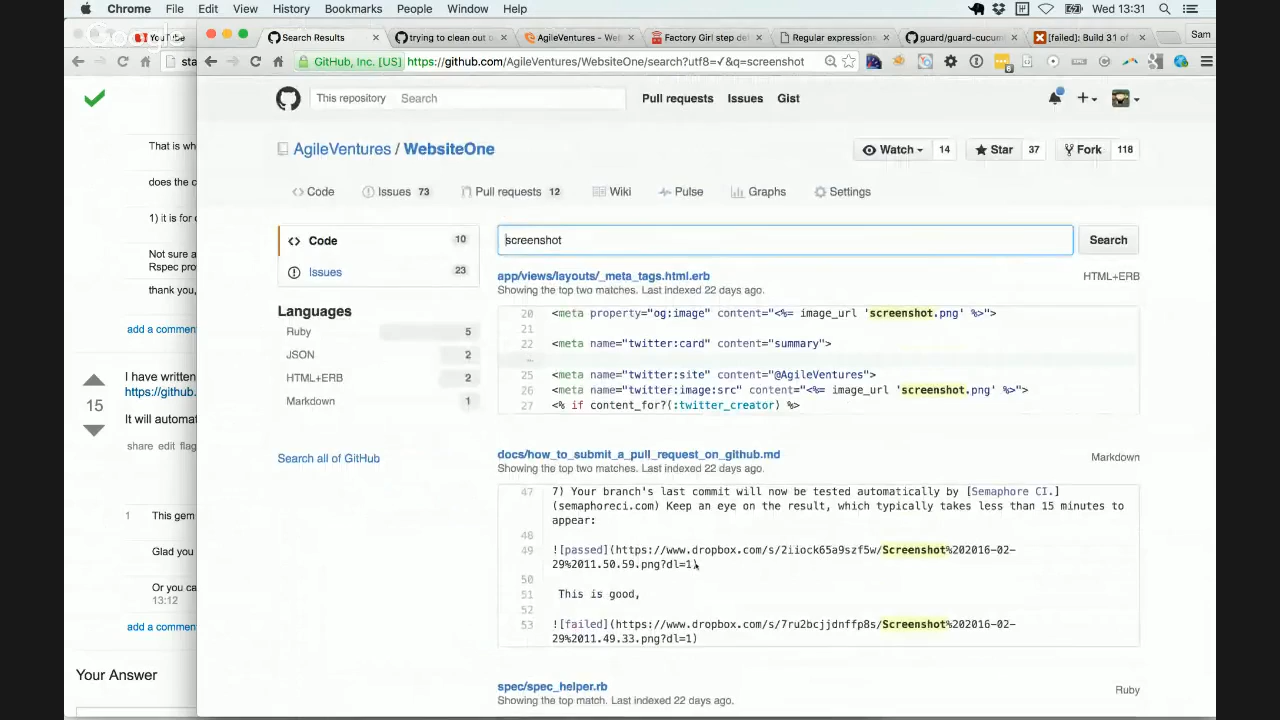 Chrome File Edit View History Bookmarks People Window Help Wed 13:31
Google
YouTube
Search Results
trying to clean out b
AgileVentures - Web
Factory Girl step def
Regular expressions
guard/guard-cucum
[failed]: Build 3.1 of
Sam
sta
GitHub, Inc. [US] https://github.com/AgileVentures/WebsiteOne/search?utf8=✓&q=screenshot
This repository Search
Pull requests Issues Gist
AgileVentures / WebsiteOne
Watch 14 Star 37 Fork 118
Code Issues 73 Pull requests 12 Wiki Pulse Graphs Settings
Code 10
Issues 23
screenshot
Search
Languages
Ruby 5
JSON 2
HTML+ERB 2
Markdown 1
Search all of GitHub
app/views/layouts/_meta_tags.html.erb HTML+ERB
Showing the top two matches. Last indexed 22 days ago.
20 <meta property="og:image" content="<%= image_url 'screenshot.png' %>">
21
22 <meta name="twitter:card" content="summary">
…
25 <meta name="twitter:site" content="@AgileVentures">
26 <meta name="twitter:image:src" content="<%= image_url 'screenshot.png' %>">
27 <% if content_for?(:twitter_creator) %>
docs/how_to_submit_a_pull_request_on_github.md Markdown
Showing the top two matches. Last indexed 22 days ago.
47 7) Your branch's last commit will now be tested automatically by [Semaphore CI.]
(semaphoreci.com) Keep an eye on the result, which typically takes less than 15 minutes to
appear:
48
49 ![passed](https://www.dropbox.com/s/2iiock65a9szf5w/Screenshot%202016-02-
29%2011.50.59.png?dl=1)
50
51 This is good,
52
53 ![failed](https://www.dropbox.com/s/7ru2bcjjdnffp8s/Screenshot%202016-02-
29%2011.49.33.png?dl=1)
spec/spec_helper.rb Ruby
Showing the top match. Last indexed 22 days ago.
That is wh
does the c
1) it is for c
Not sure a
Rspec pro
thank you,
add a commen
I have written
https://github.
15
It will automat
share edit flag
1 This gem
Glad you
Or you ca
13:12
add a commen
Your Answer